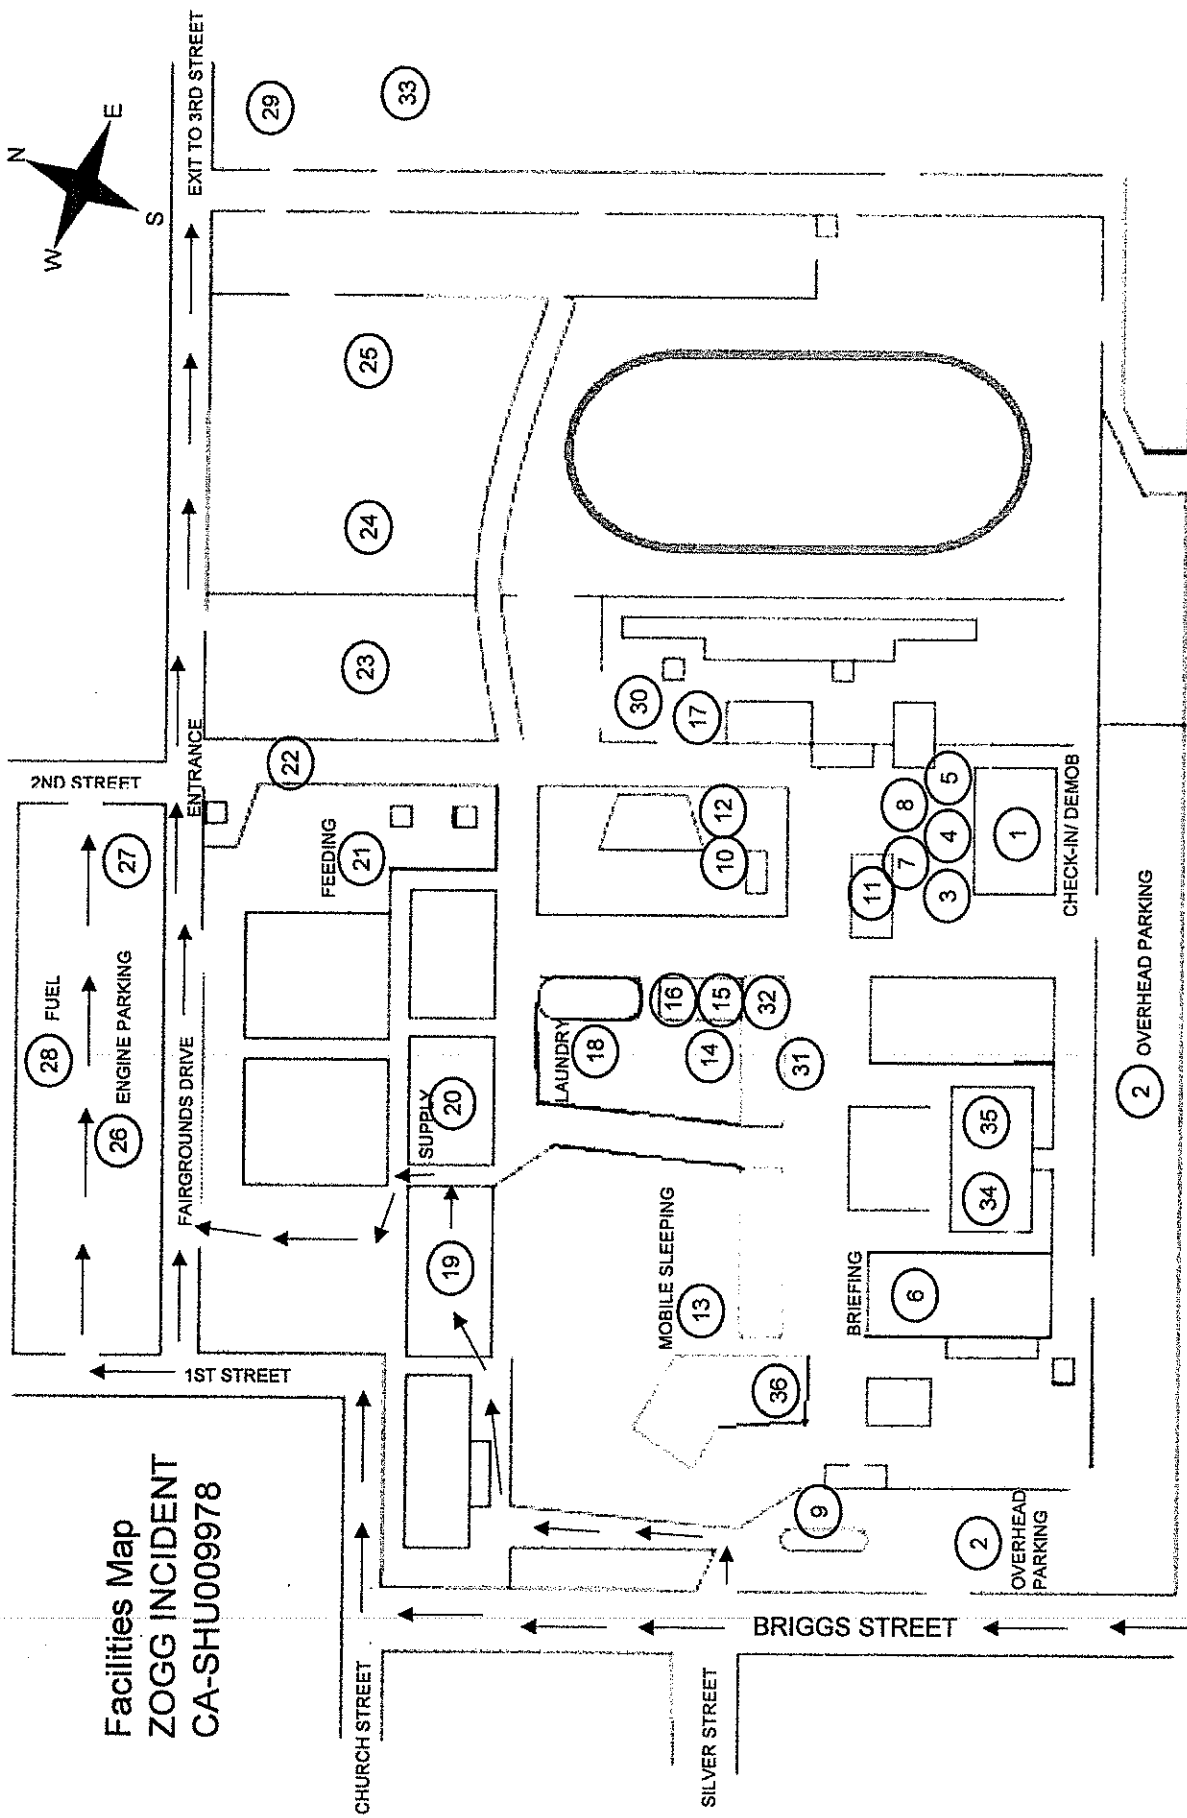 Facilities Map
ZOGG INCIDENT
CA-SHU009978
N
E
S
W
EXIT TO 3RD STREET
29
33
2ND STREET
ENTRANCE
28
FUEL
26
ENGINE PARKING
27
FAIRGROUNDS DRIVE
1ST STREET
CHURCH STREET
22
23
24
25
FEEDING
21
SUPPLY
20
19
LAUNDRY
18
16
15
14
32
31
10
12
30
17
MOBILE SLEEPING
13
36
SILVER STREET
9
BRIGGS STREET
BRIEFING
6
34
35
11
7
8
3
4
5
1
CHECK-IN/ DEMOB
2
OVERHEAD
PARKING
2
OVERHEAD PARKING